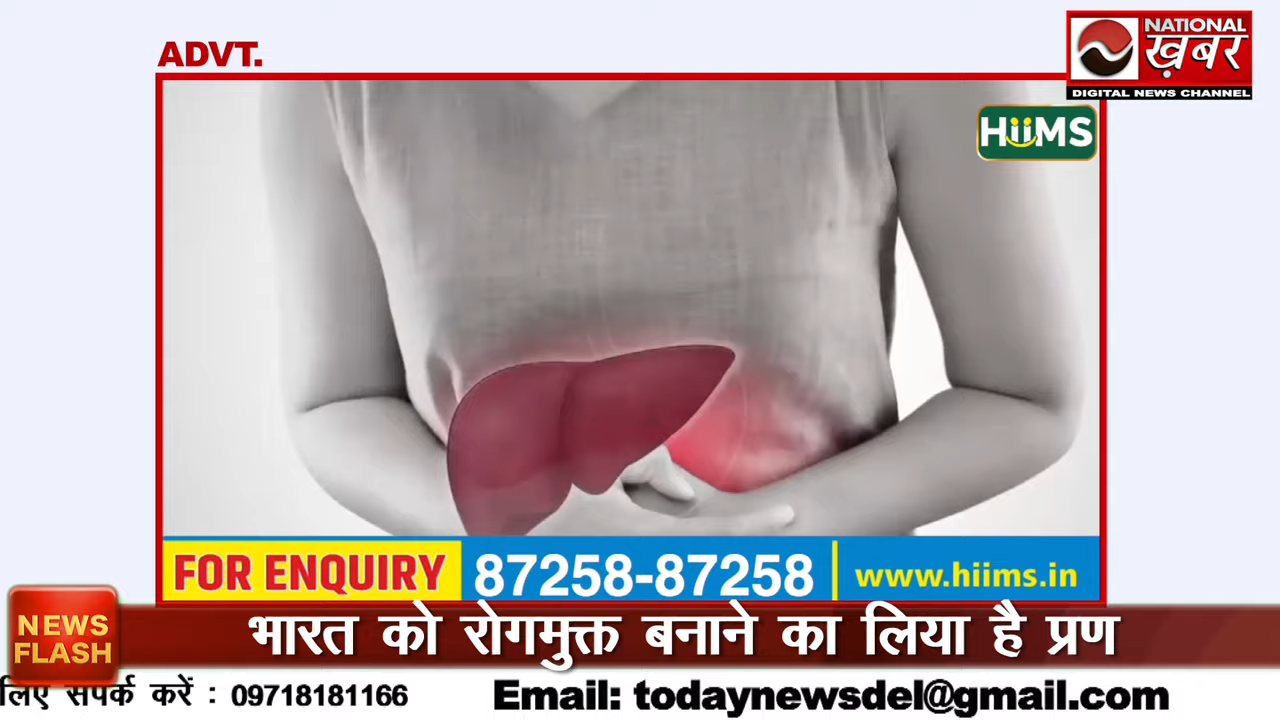 ADVT.
NATIONAL
ख़बर
DIGITAL NEWS CHANNEL
HiiMS
FOR ENQUIRY
87258-87258
www.hiims.in
NEWS
FLASH
भारत को रोगमुक्त बनाने का लिया है प्रण
लिए संपर्क करें : 09718181166
Email: todaynewsdel@gmail.com